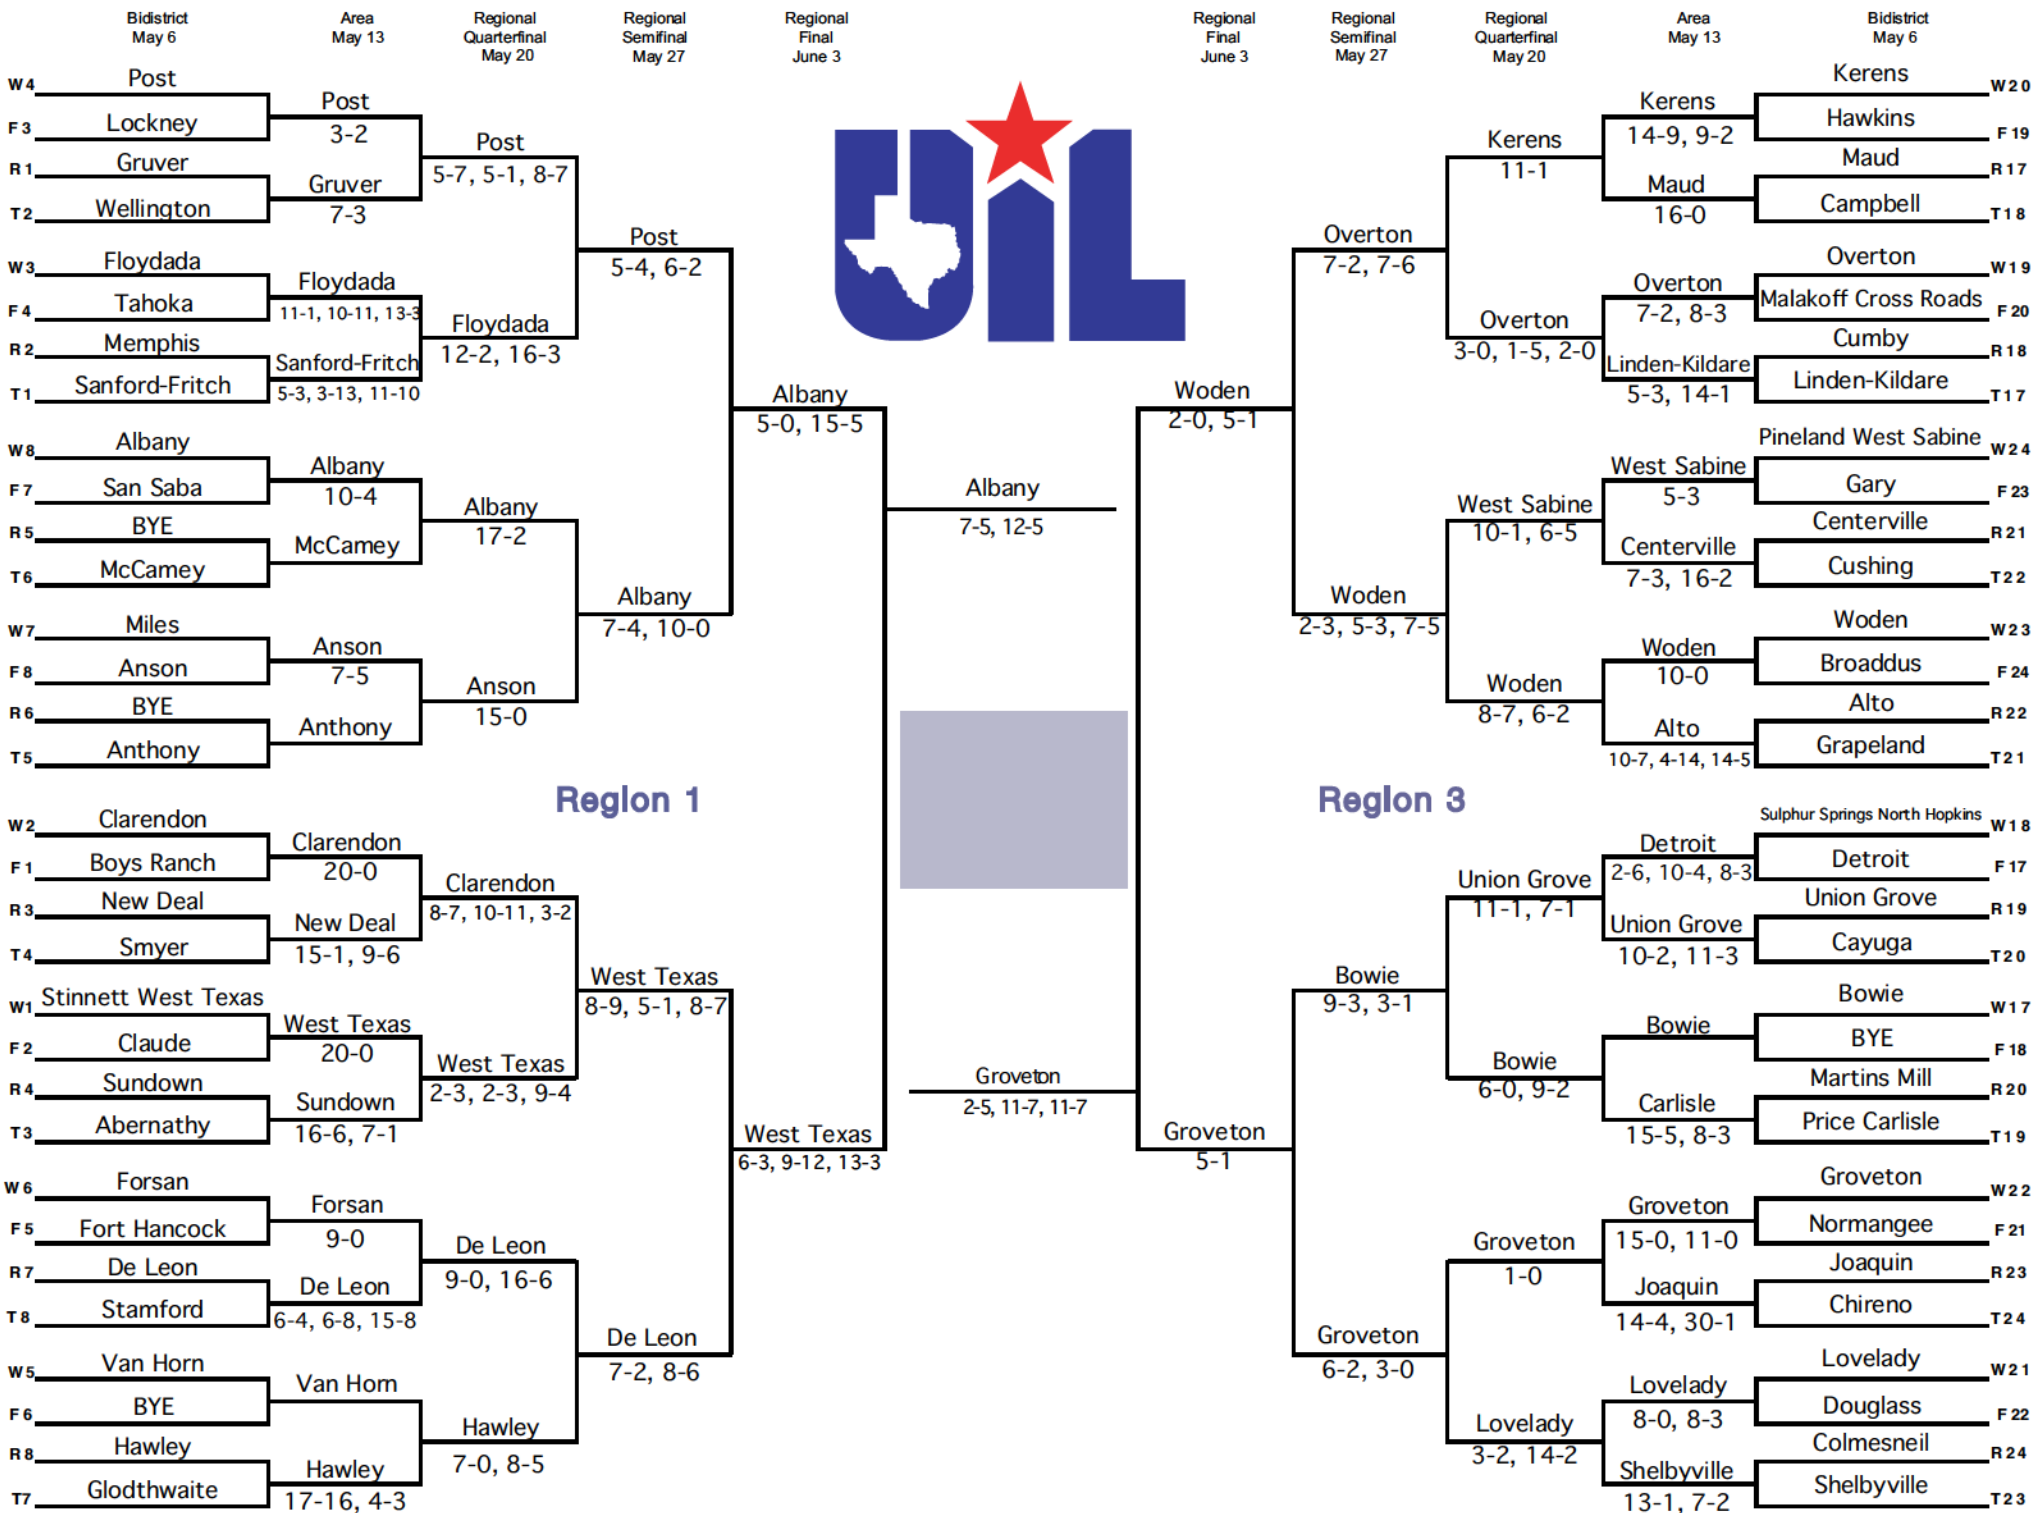 Bidistrict
May 6
Area
May 13
Regional
Quarterfinal
May 20
Regional
Semifinal
May 27
Regional
Final
June 3
Regional
Final
June 3
Regional
Semifinal
May 27
Regional
Quarterfinal
May 20
Area
May 13
Bidistrict
May 6
UIL
W4 Post
F3 Lockney
R1 Gruver
T2 Wellington
W3 Floydada
F4 Tahoka
R2 Memphis
T1 Sanford-Fritch
W8 Albany
F7 San Saba
R5 BYE
T6 McCamey
W7 Miles
F8 Anson
R6 BYE
T5 Anthony
W2 Clarendon
F1 Boys Ranch
R3 New Deal
T4 Smyer
W1 Stinnett West Texas
F2 Claude
R4 Sundown
T3 Abernathy
W6 Forsan
F5 Fort Hancock
R7 De Leon
T8 Stamford
W5 Van Horn
F6 BYE
R8 Hawley
T7 Glodthwaite
Post
3-2
Gruver
7-3
Floydada
11-1, 10-11, 13-3
Sanford-Fritch
5-3, 3-13, 11-10
Albany
10-4
McCamey
Anson
7-5
Anthony
Clarendon
20-0
New Deal
15-1, 9-6
West Texas
20-0
Sundown
16-6, 7-1
Forsan
9-0
De Leon
6-4, 6-8, 15-8
Van Horn
Hawley
17-16, 4-3
Post
5-7, 5-1, 8-7
Floydada
12-2, 16-3
Albany
17-2
Anson
15-0
Clarendon
8-7, 10-11, 3-2
West Texas
2-3, 2-3, 9-4
De Leon
9-0, 16-6
Hawley
7-0, 8-5
Post
5-4, 6-2
Albany
7-4, 10-0
Region 1
West Texas
8-9, 5-1, 8-7
De Leon
7-2, 8-6
Albany
5-0, 15-5
West Texas
6-3, 9-12, 13-3
Albany
7-5, 12-5
Groveton
2-5, 11-7, 11-7
Woden
2-0, 5-1
Groveton
5-1
Overton
7-2, 7-6
Woden
2-3, 5-3, 7-5
Region 3
Bowie
9-3, 3-1
Groveton
6-2, 3-0
Kerens
11-1
Overton
3-0, 1-5, 2-0
West Sabine
10-1, 6-5
Woden
8-7, 6-2
Union Grove
11-1, 7-1
Bowie
6-0, 9-2
Groveton
1-0
Lovelady
3-2, 14-2
Kerens
14-9, 9-2
Maud
16-0
Overton
7-2, 8-3
Linden-Kildare
5-3, 14-1
West Sabine
5-3
Centerville
7-3, 16-2
Woden
10-0
Alto
10-7, 4-14, 14-5
Detroit
2-6, 10-4, 8-3
Union Grove
10-2, 11-3
Bowie
Carlisle
15-5, 8-3
Groveton
15-0, 11-0
Joaquin
14-4, 30-1
Lovelady
8-0, 8-3
Shelbyville
13-1, 7-2
Kerens W20
Hawkins F19
Maud R17
Campbell T18
Overton W19
Malakoff Cross Roads F20
Cumby R18
Linden-Kildare T17
Pineland West Sabine W24
Gary F23
Centerville R21
Cushing T22
Woden W23
Broaddus F24
Alto R22
Grapeland T21
Sulphur Springs North Hopkins W18
Detroit F17
Union Grove R19
Cayuga T20
Bowie W17
BYE F18
Martins Mill R20
Price Carlisle T19
Groveton W22
Normangee F21
Joaquin R23
Chireno T24
Lovelady W21
Douglass F22
Colmesneil R24
Shelbyville T23